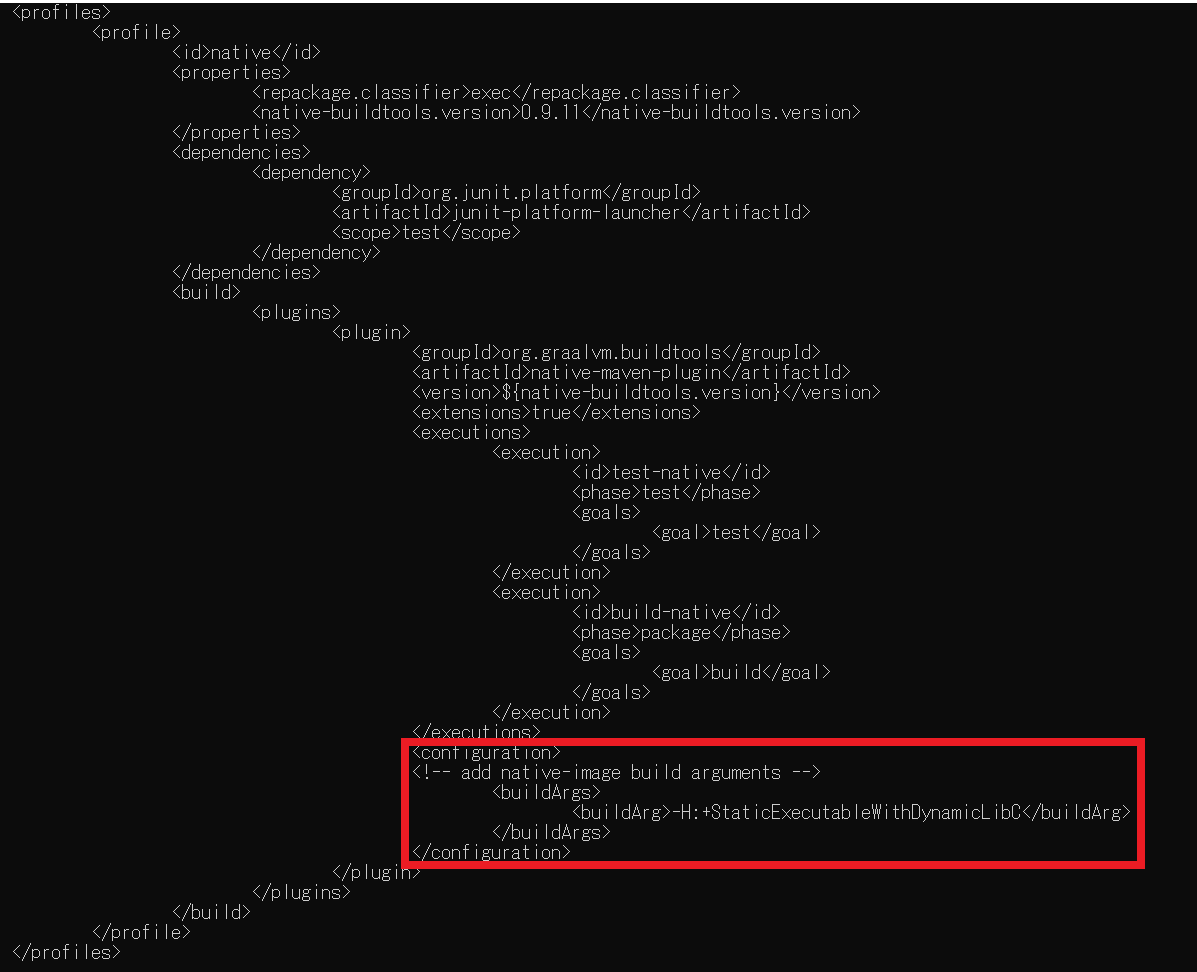 <profiles>
<profile>
<id>native</id>
<properties>
<repackage.classifier>exec</repackage.classifier>
<native-buildtools.version>0.9.11</native-buildtools.version>
</properties>
<dependencies>
<dependency>
<groupId>org.junit.platform</groupId>
<artifactId>junit-platform-launcher</artifactId>
<scope>test</scope>
</dependency>
</dependencies>
<build>
<plugins>
<plugin>
<groupId>org.graalvm.buildtools</groupId>
<artifactId>native-maven-plugin</artifactId>
<version>${native-buildtools.version}</version>
<extensions>true</extensions>
<executions>
<execution>
<id>test-native</id>
<phase>test</phase>
<goals>
<goal>test</goal>
</goals>
</execution>
<execution>
<id>build-native</id>
<phase>package</phase>
<goals>
<goal>build</goal>
</goals>
</execution>
</executions>
<configuration>
<!-- add native-image build arguments -->
<buildArgs>
<buildArg>-H:+StaticExecutableWithDynamicLibC</buildArg>
</buildArgs>
</configuration>
</plugin>
</plugins>
</build>
</profile>
</profiles>